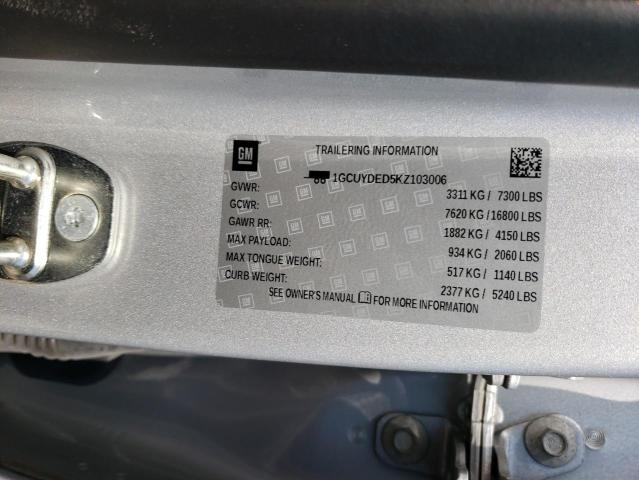 GM
TRAILERING INFORMATION
1GCUYDED5KZ103006
GVWR: 3311 KG / 7300 LBS
GCWR: 7620 KG / 16800 LBS
GAWR RR: 1882 KG / 4150 LBS
MAX PAYLOAD: 934 KG / 2060 LBS
MAX TONGUE WEIGHT: 517 KG / 1140 LBS
CURB WEIGHT: 2377 KG / 5240 LBS
SEE OWNER'S MANUAL FOR MORE INFORMATION